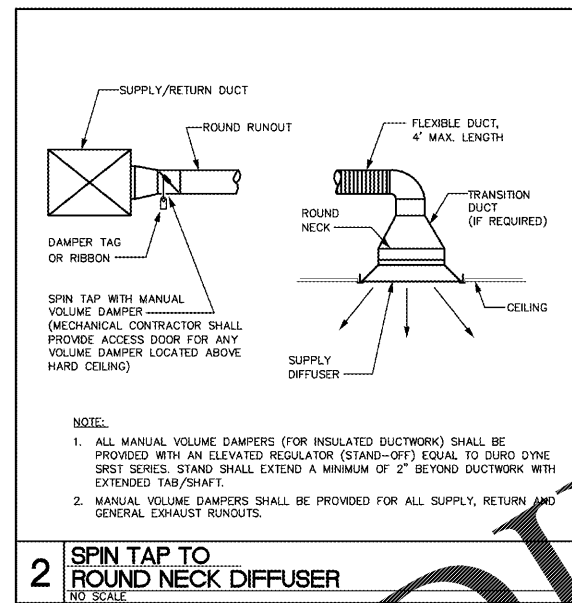 SUPPLY/RETURN DUCT
ROUND RUNOUT
DAMPER TAG
OR RIBBON
SPIN TAP WITH MANUAL
VOLUME DAMPER
(MECHANICAL CONTRACTOR SHALL
PROVIDE ACCESS DOOR FOR ANY
VOLUME DAMPER LOCATED ABOVE
HARD CEILING)
FLEXIBLE DUCT,
4' MAX. LENGTH
TRANSITION
DUCT
(IF REQUIRED)
ROUND
NECK
CEILING
SUPPLY
DIFFUSER
NOTE:
1. ALL MANUAL VOLUME DAMPERS (FOR INSULATED DUCTWORK) SHALL BE
PROVIDED WITH AN ELEVATED REGULATOR (STAND-OFF) EQUAL TO DURO DYNE
SRST SERIES. STAND SHALL EXTEND A MINIMUM OF 2" BEYOND DUCTWORK WITH
EXTENDED TAB/SHAFT.
2. MANUAL VOLUME DAMPERS SHALL BE PROVIDED FOR ALL SUPPLY, RETURN AND
GENERAL EXHAUST RUNOUTS.
2
SPIN TAP TO
ROUND NECK DIFFUSER
NO SCALE